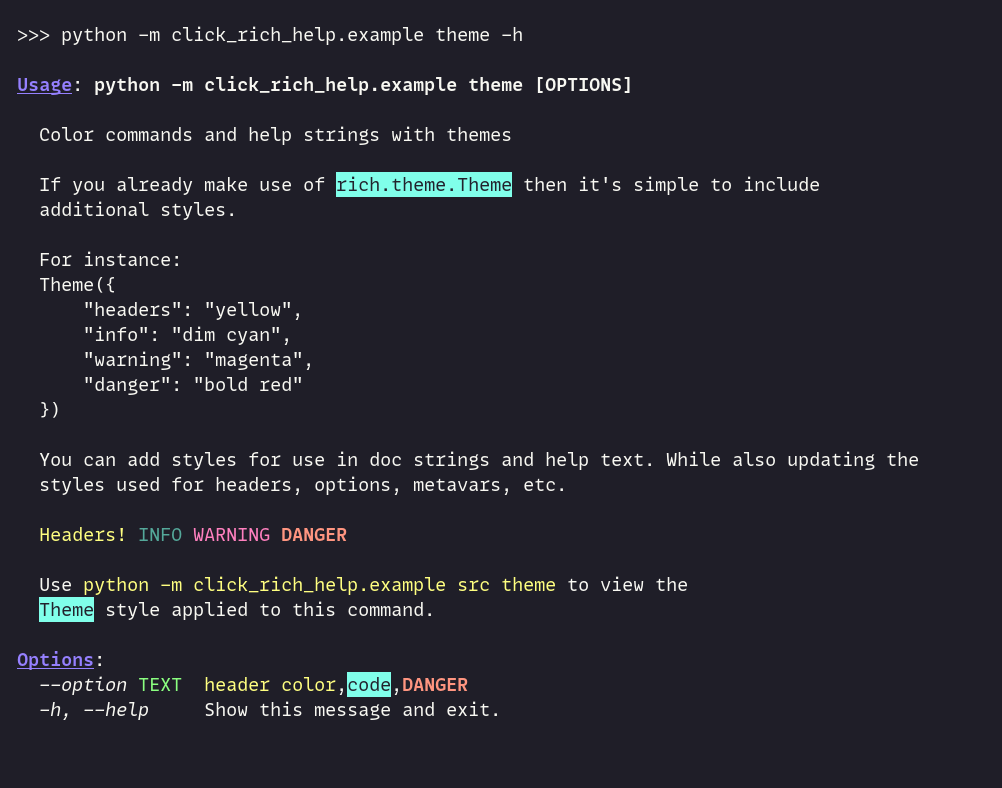 >>> python -m click_rich_help.example theme -h
Usage: python -m click_rich_help.example theme [OPTIONS]
Color commands and help strings with themes
If you already make use of rich.theme.Theme then it's simple to include
additional styles.
For instance:
Theme({
    "headers": "yellow",
    "info": "dim cyan",
    "warning": "magenta",
    "danger": "bold red"
})
You can add styles for use in doc strings and help text. While also updating the
styles used for headers, options, metavars, etc.
Headers! INFO WARNING DANGER
Use python -m click_rich_help.example src theme to view the
Theme style applied to this command.
Options:
--option TEXT  header color,code,DANGER
-h, --help     Show this message and exit.